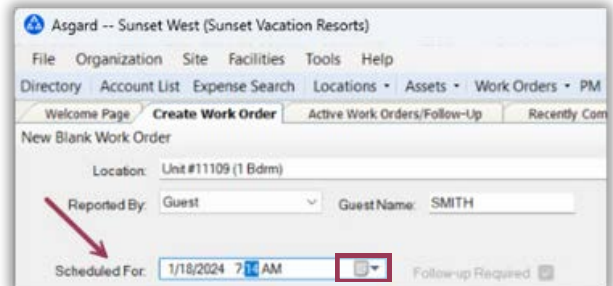 Asgard -- Sunset West (Sunset Vacation Resorts)
File Organization Site Facilities Tools Help
Directory Account List Expense Search Locations Assets Work Orders PM
Welcome Page Create Work Order Active Work Orders/Follow-Up Recently Com
New Blank Work Order
Location: Unit #11109 (1 Bdrm)
Reported By: Guest Guest Name: SMITH
Scheduled For: 1/18/2024 7:14 AM Follow-up Required